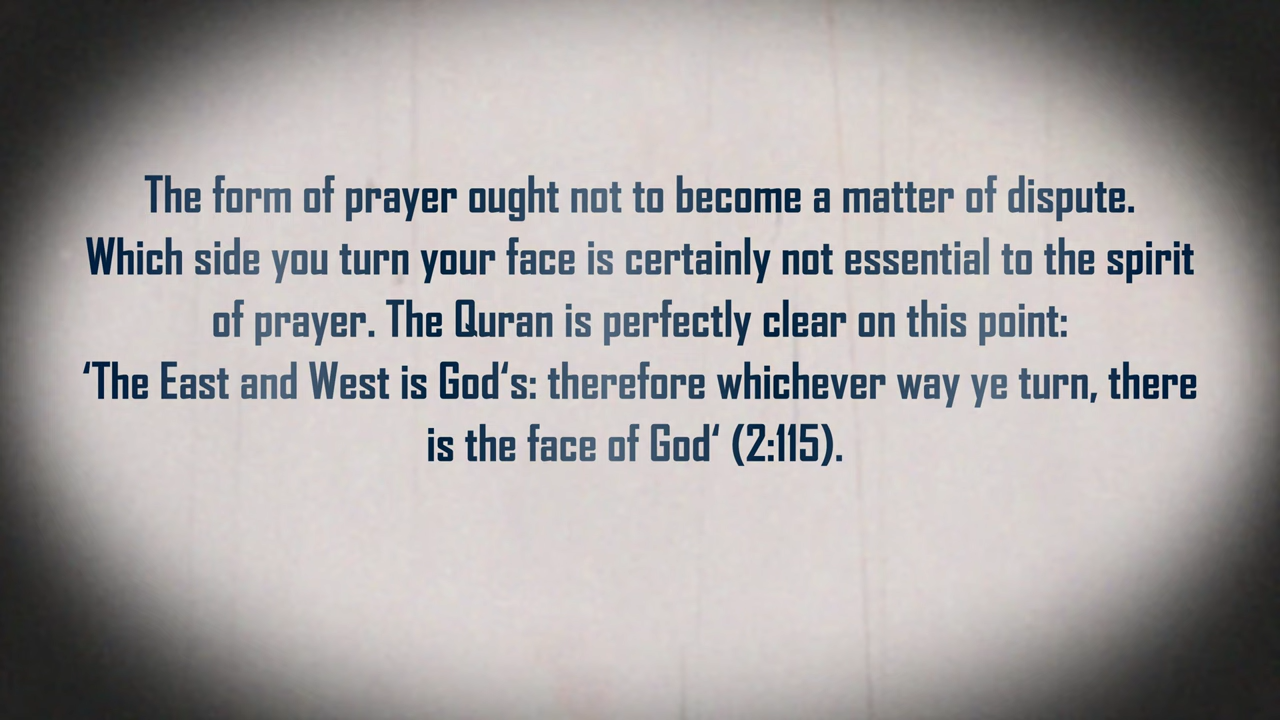 The form of prayer ought not to become a matter of dispute.
Which side you turn your face is certainly not essential to the spirit
of prayer. The Quran is perfectly clear on this point:
‘The East and West is God‘s: therefore whichever way ye turn, there
is the face of God‘ (2:115).